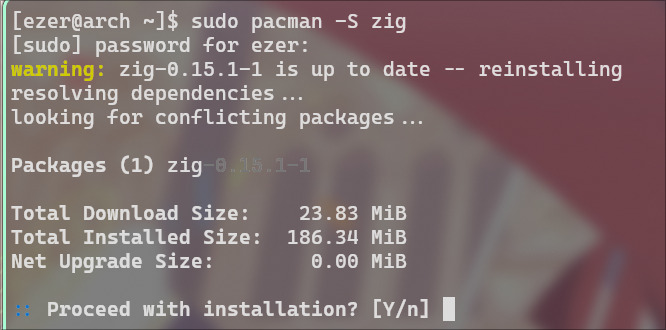 [ezer@arch ~]$ sudo pacman -S zig
[sudo] password for ezer:
warning: zig-0.15.1-1 is up to date -- reinstalling
resolving dependencies...
looking for conflicting packages...
Packages (1) zig-0.15.1-1
Total Download Size:    23.83 MiB
Total Installed Size:  186.34 MiB
Net Upgrade Size:        0.00 MiB
:: Proceed with installation? [Y/n]